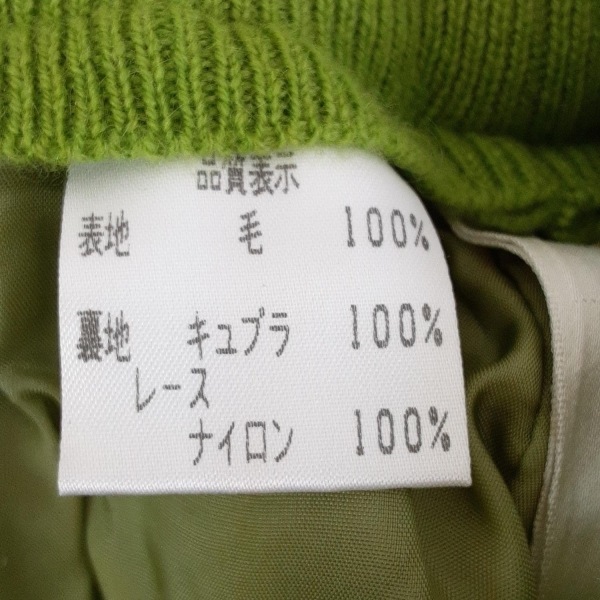 品質表示
表地 毛 100%
裏地 キュプラ 100%
レース
ナイロン 100%